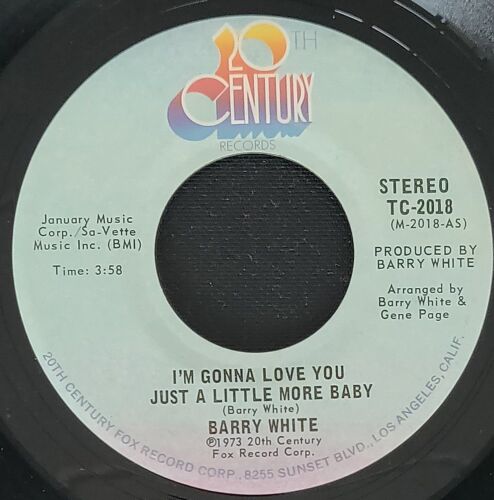 20TH
CENTURY
RECORDS
January Music
Corp./Sa-Vette
Music Inc. (BMI)
Time: 3:58
STEREO
TC-2018
(M-2018-AS)
PRODUCED BY
BARRY WHITE
Arranged by
Barry White &
Gene Page
I'M GONNA LOVE YOU
JUST A LITTLE MORE BABY
(Barry White)
BARRY WHITE
Ⓟ1973 20th Century
Fox Record Corp.
20TH CENTURY FOX RECORD CORP., 8255 SUNSET BLVD., LOS ANGELES, CALIF.